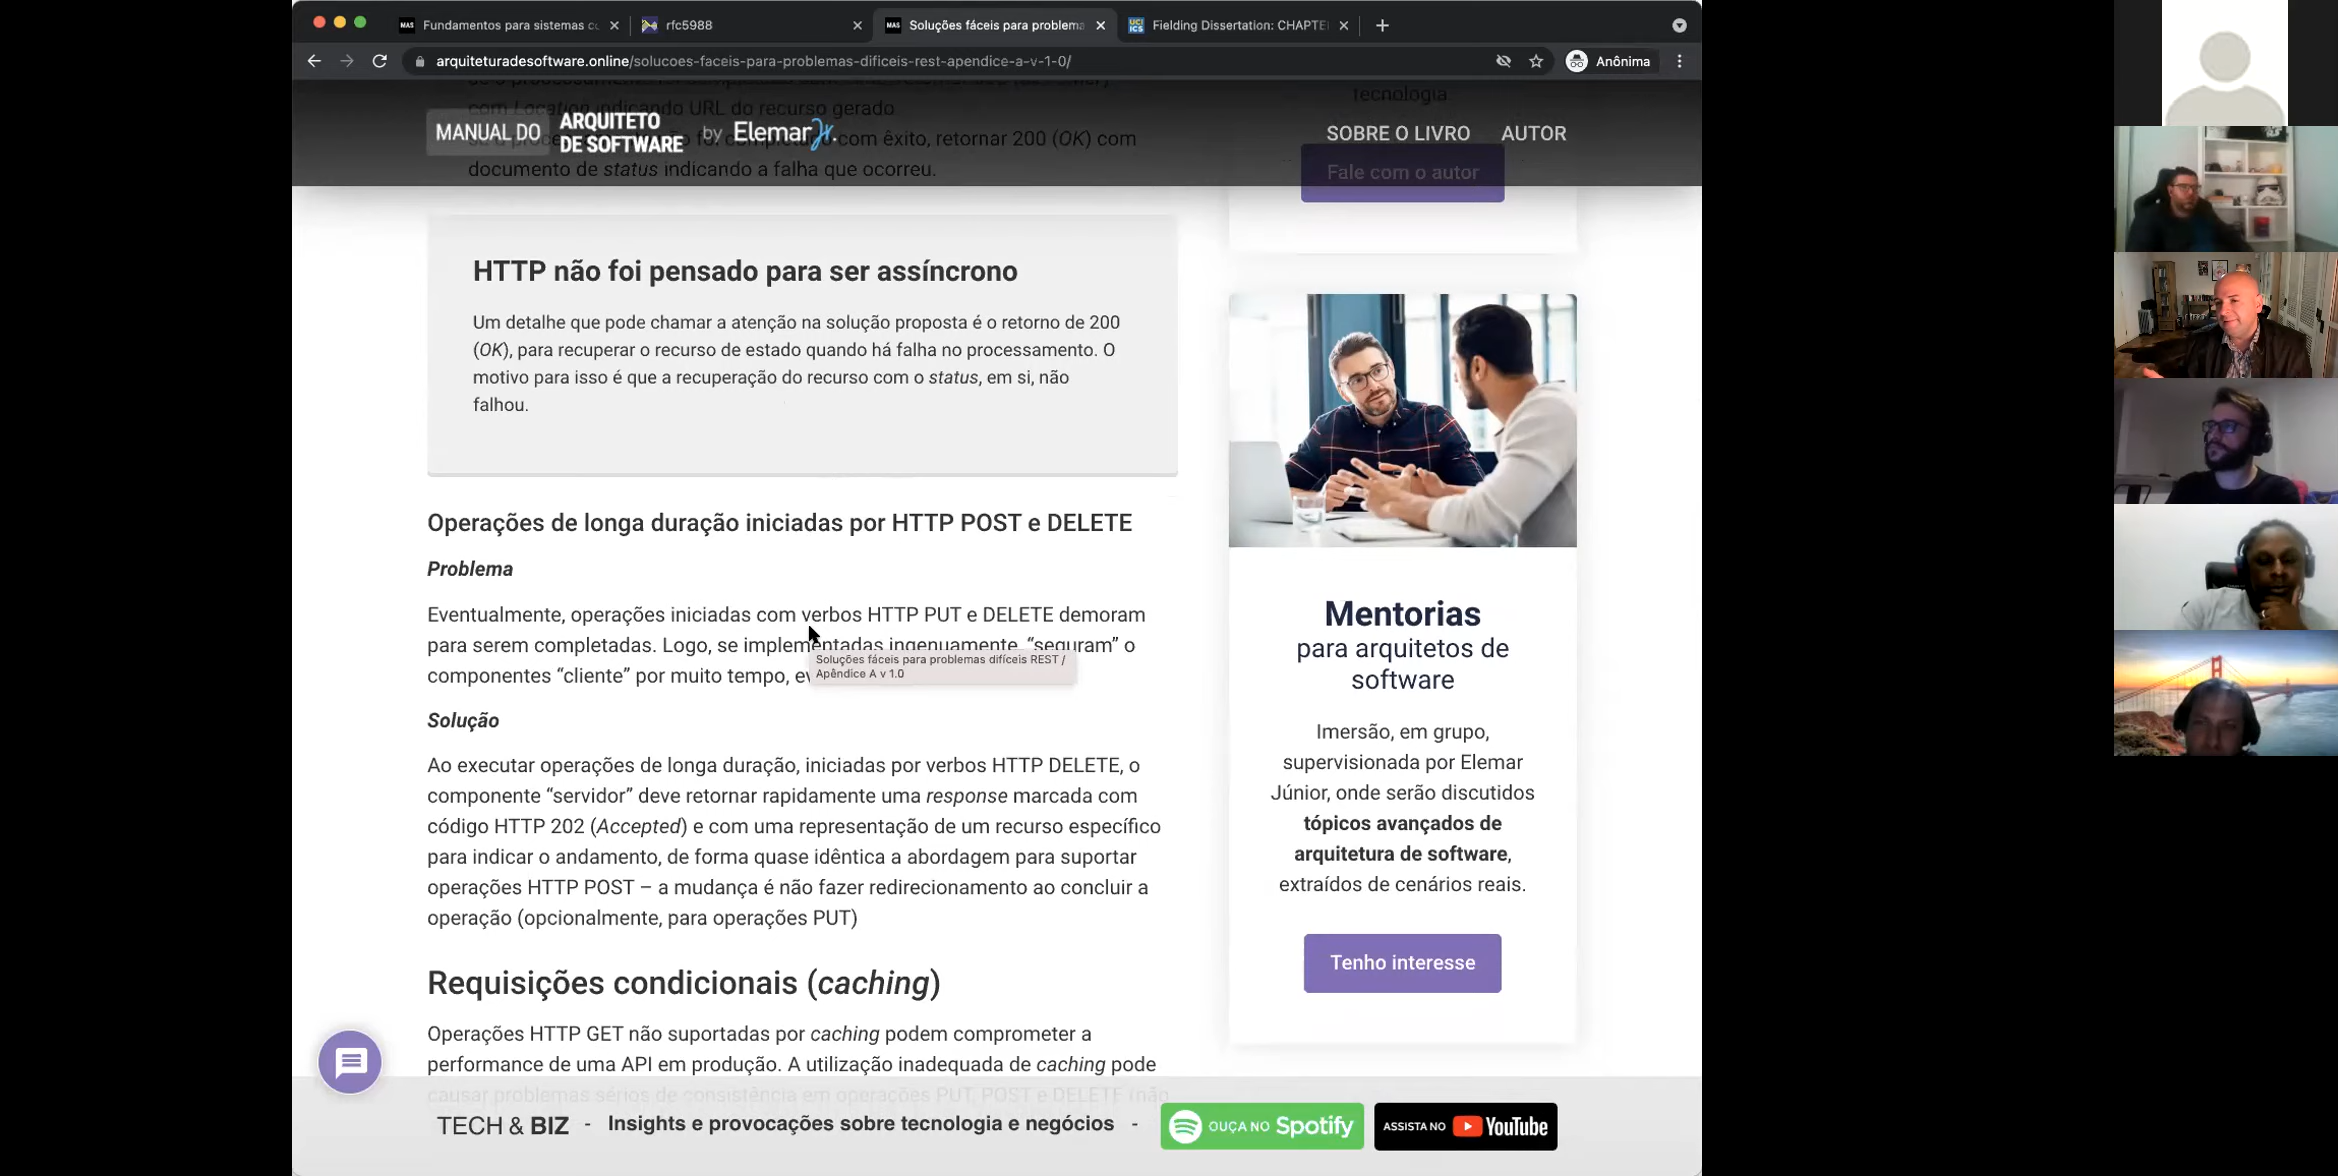 Fundamentos para sistemas co
rfc5988
Soluções fáceis para problema
Fielding Dissertation: CHAPTE
arquiteturadesoftware.online/solucoes-faceis-para-problemas-dificeis-rest-apendice-a-v-1-0/
Anônima
com Location indicando URL do recurso gerado
com êxito, retornar 200 (OK) com
documento de status indicando a falha que ocorreu.
MANUAL DO ARQUITETO DE SOFTWARE by Elemar Jr.
SOBRE O LIVRO AUTOR
tecnologia.
Fale com o autor
HTTP não foi pensado para ser assíncrono
Um detalhe que pode chamar a atenção na solução proposta é o retorno de 200
(OK), para recuperar o recurso de estado quando há falha no processamento. O
motivo para isso é que a recuperação do recurso com o status, em si, não
falhou.
Operações de longa duração iniciadas por HTTP POST e DELETE
Problema
Eventualmente, operações iniciadas com verbos HTTP PUT e DELETE demoram
para serem completadas. Logo, se implementadas ingenuamente, “seguram” o
componentes “cliente” por muito tempo, ev
Soluções fáceis para problemas difíceis REST /
Apêndice A v 1.0
Solução
Ao executar operações de longa duração, iniciadas por verbos HTTP DELETE, o
componente “servidor” deve retornar rapidamente uma response marcada com
código HTTP 202 (Accepted) e com uma representação de um recurso específico
para indicar o andamento, de forma quase idêntica a abordagem para suportar
operações HTTP POST – a mudança é não fazer redirecionamento ao concluir a
operação (opcionalmente, para operações PUT)
Requisições condicionais (caching)
Operações HTTP GET não suportadas por caching podem comprometer a
performance de uma API em produção. A utilização inadequada de caching pode
causar problemas sérios de consistência em operações PUT, POST e DELETE (não
Mentorias
para arquitetos de
software
Imersão, em grupo,
supervisionada por Elemar
Júnior, onde serão discutidos
tópicos avançados de
arquitetura de software,
extraídos de cenários reais.
Tenho interesse
TECH & BIZ - Insights e provocações sobre tecnologia e negócios -
OUÇA NO Spotify
ASSISTA NO YouTube